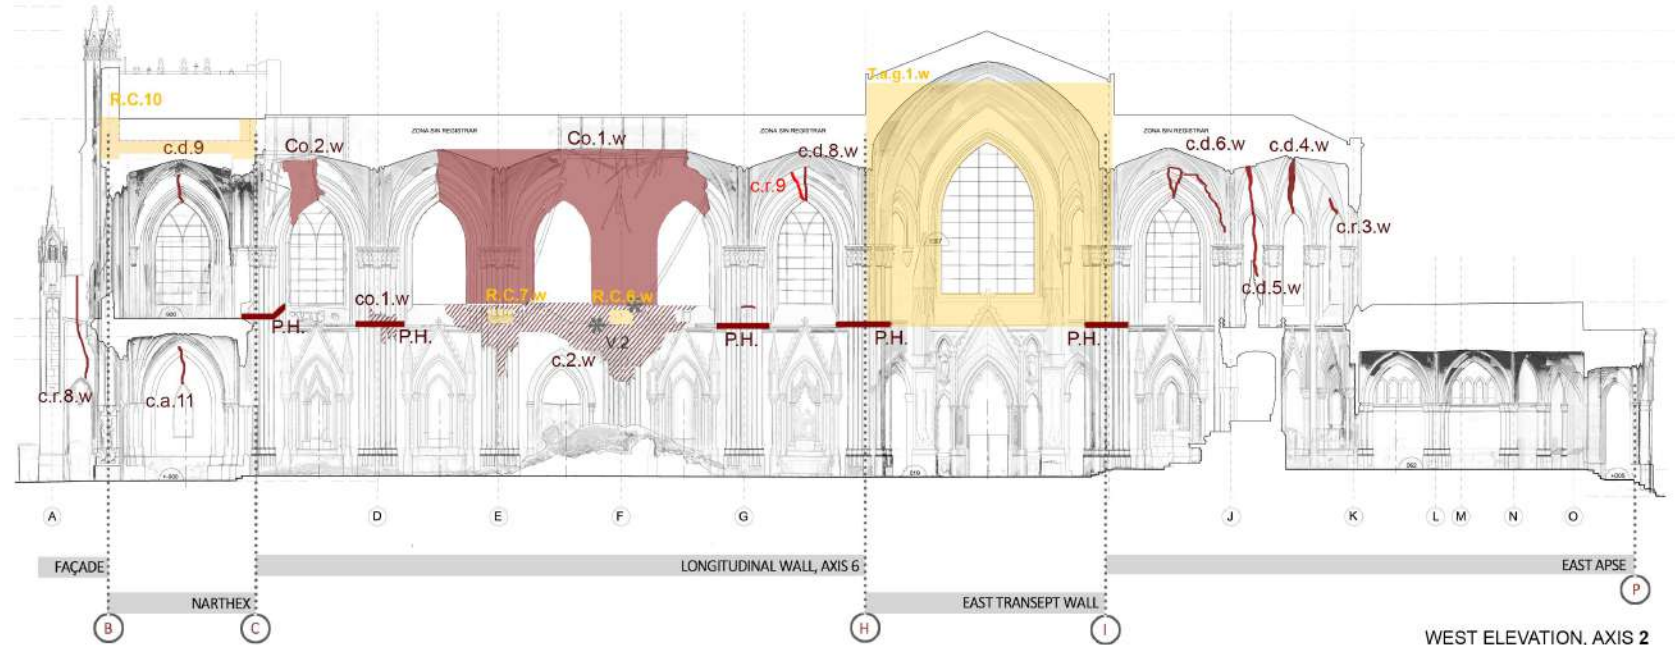 T.a.g.1.w
R.C.10
ZONA SIN REGISTRAR
ZONA SIN REGISTRAR
ZONA SIN REGISTRAR
c.d.9
Co.2.w
Co.1.w
c.d.8.w
c.d.6.w
c.d.4.w
c.r.9
c.r.3.w
c.d.5.w
R.C.7.w
R.C.6.w
co.1.w
P.H.
P.H.
V.2
P.H.
P.H.
P.H.
c.2.w
c.r.8.w
c.a.11
A
D
E
F
G
J
K
L
M
N
O
FAÇADE
LONGITUDINAL WALL, AXIS 6
EAST APSE
NARTHEX
EAST TRANSEPT WALL
P
B
C
H
I
WEST ELEVATION, AXIS 2